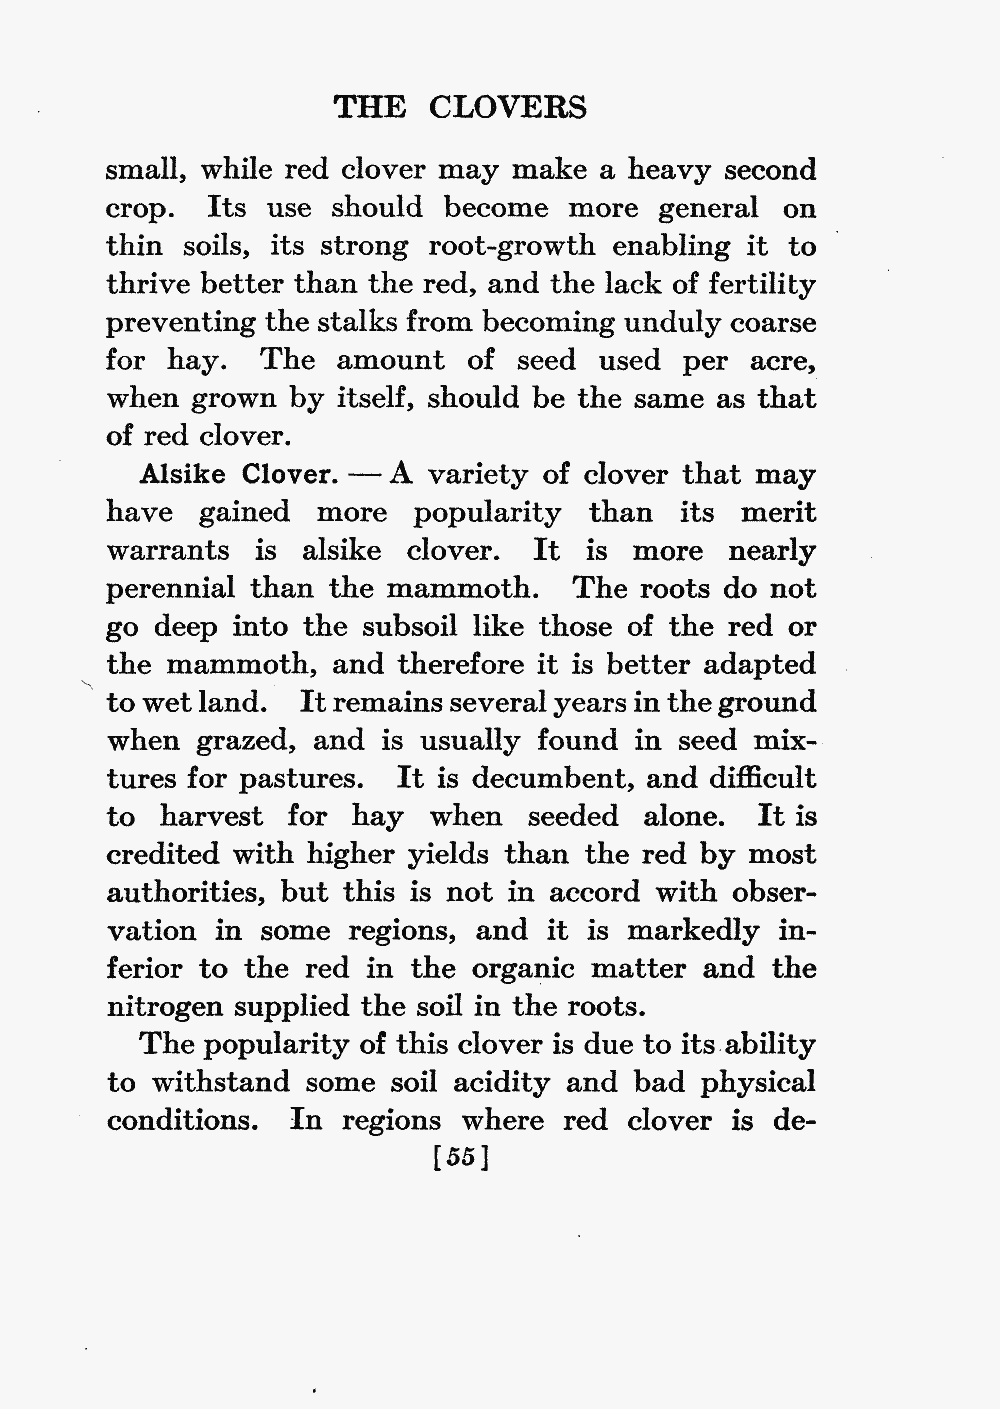 THE CLOVERS
small, while red clover may make a heavy second
crop. Its use should become more general on
thin soils, its strong root-growth enabling it to
thrive better than the red, and the lack of fertility
preventing the stalks from becoming unduly coarse
for hay. The amount of seed used per acre,
when grown by itself, should be the same as that
of red clover.
Alsike Clover. — A variety of clover that may
have gained more popularity than its merit
warrants is alsike clover. It is more nearly
perennial than the mammoth. The roots do not
go deep into the subsoil like those of the red or
the mammoth, and therefore it is better adapted
to wet land. It remains several years in the ground
when grazed, and is usually found in seed mix-
tures for pastures. It is decumbent, and difficult
to harvest for hay when seeded alone. It is
credited with higher yields than the red by most
authorities, but this is not in accord with obser-
vation in some regions, and it is markedly in-
ferior to the red in the organic matter and the
nitrogen supplied the soil in the roots.
The popularity of this clover is due to its ability
to withstand some soil acidity and bad physical
conditions. In regions where red clover is de-
[55]